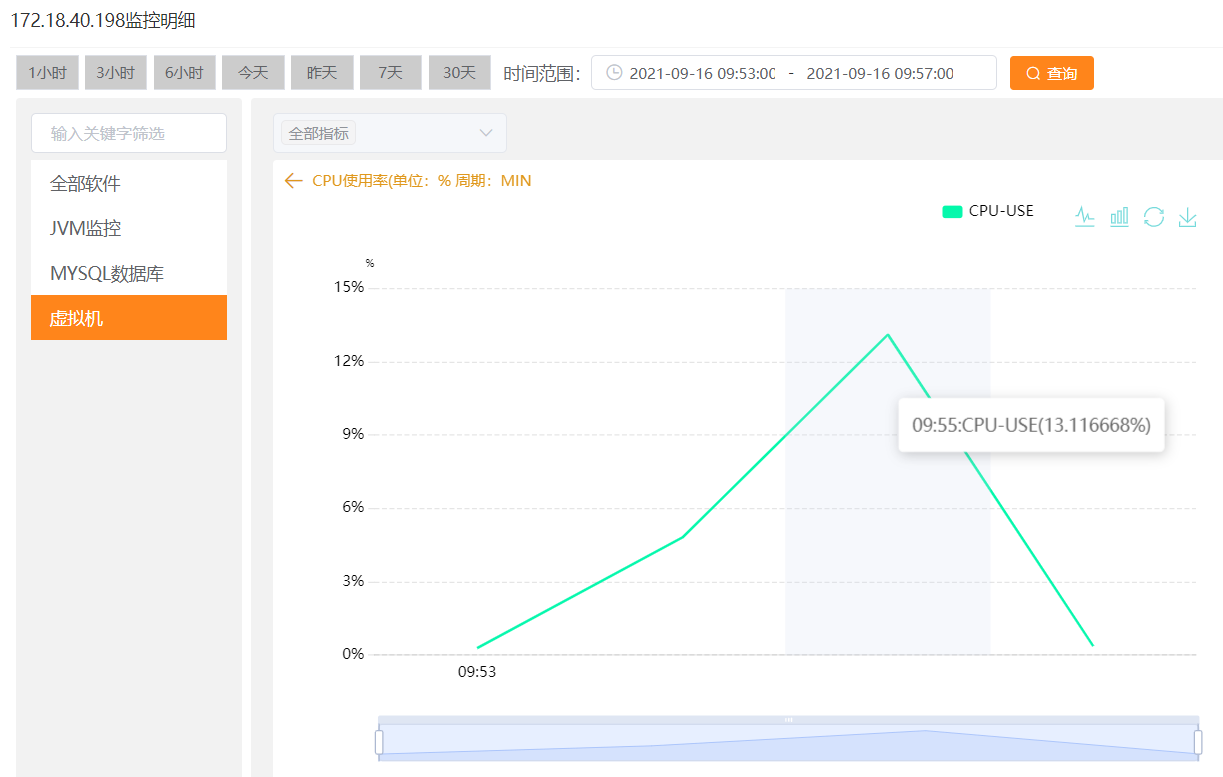 172.18.40.198监控明细
1小时 3小时 6小时 今天 昨天 7天 30天 时间范围： 2021-09-16 09:53:00 - 2021-09-16 09:57:00 查询
输入关键字筛选
全部软件
JVM监控
MYSQL数据库
虚拟机
全部指标
CPU使用率(单位：% 周期：MIN
CPU-USE
%
15%
12%
9%
09:55:CPU-USE(13.116668%)
6%
3%
0%
09:53